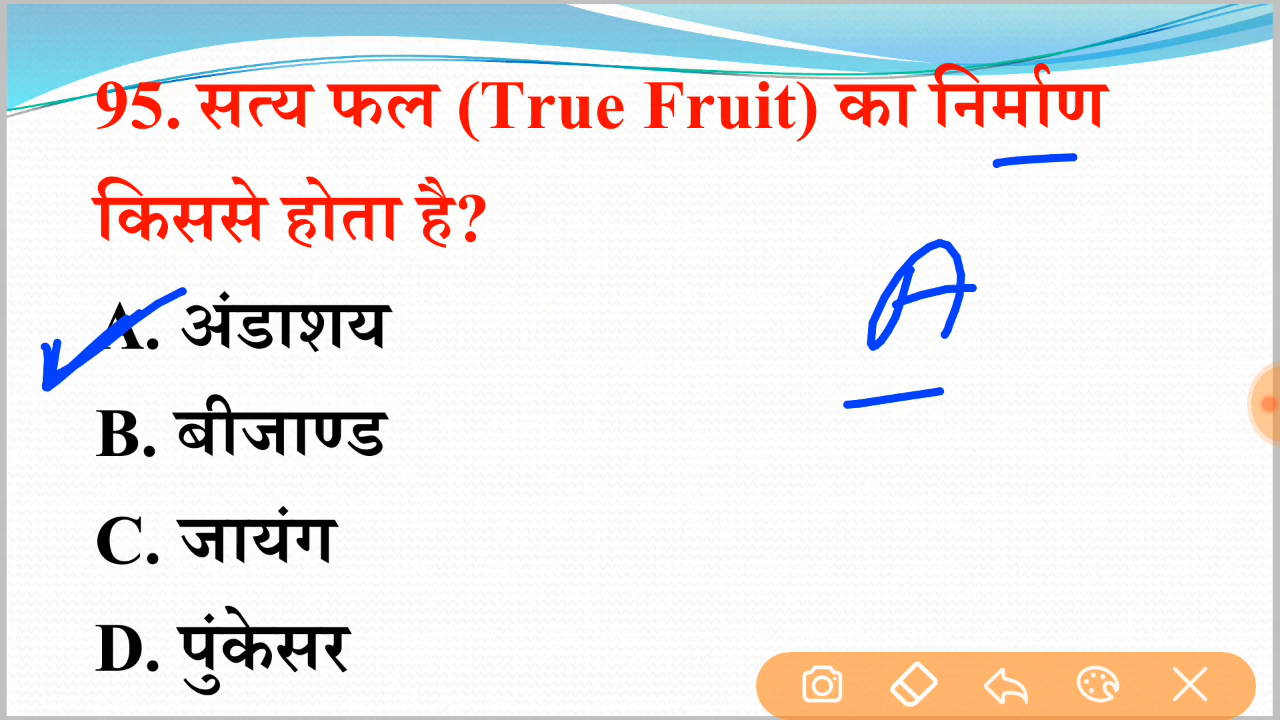 95. सत्य फल (True Fruit) का निर्माण
किससे होता है?
A. अंडाशय
A
B. बीजाण्ड
C. जायंग
D. पुंकेसर